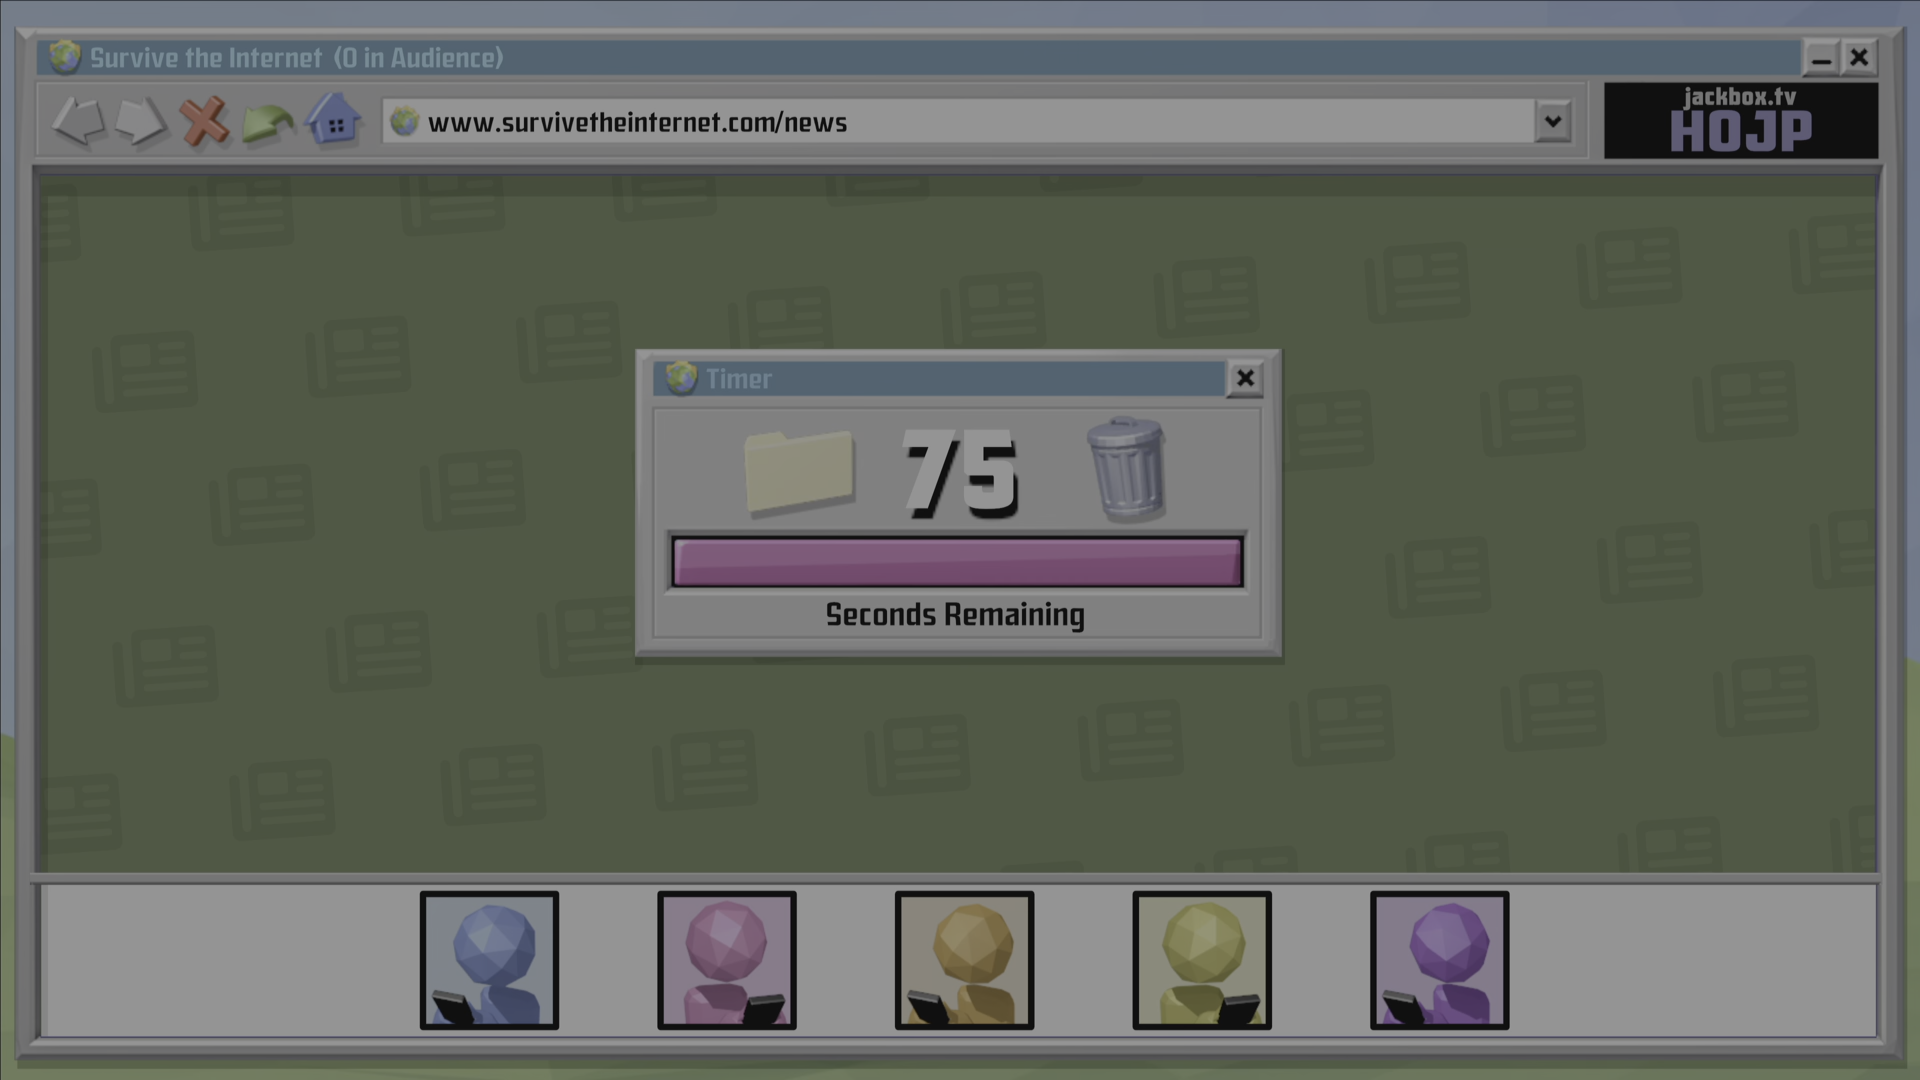 Survive the Internet (0 in Audience)
www.survivetheinternet.com/news
jackbox.tv
HOJP
Timer
75
Seconds Remaining